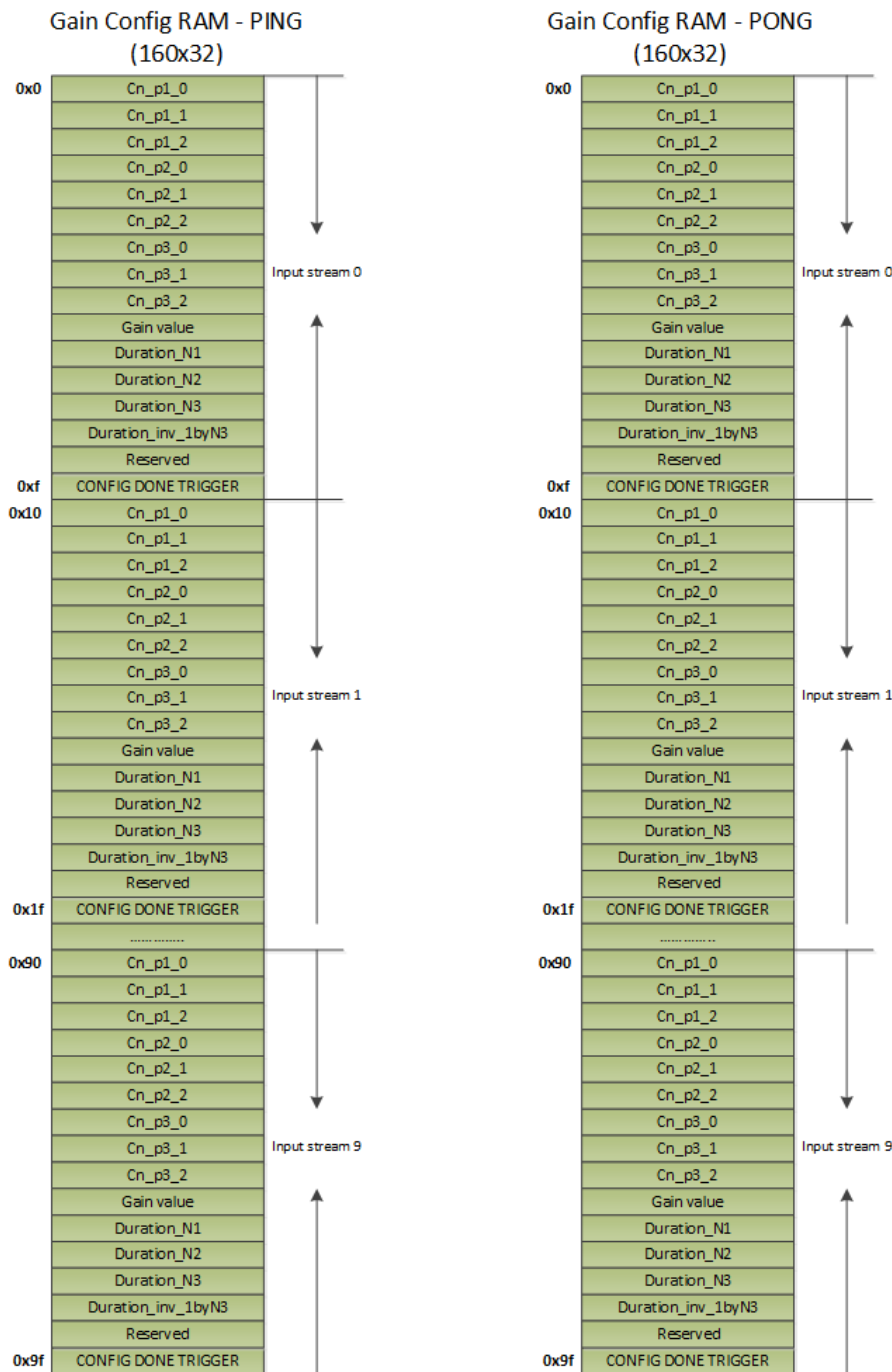 Gain Config RAM - PING
(160x32)
0x0 Cn_p1_0
Cn_p1_1
Cn_p1_2
Cn_p2_0
Cn_p2_1
Cn_p2_2
Cn_p3_0
Cn_p3_1 Input stream 0
Cn_p3_2
Gain value
Duration_N1
Duration_N2
Duration_N3
Duration_inv_1byN3
Reserved
0xf CONFIG DONE TRIGGER
0x10 Cn_p1_0
Cn_p1_1
Cn_p1_2
Cn_p2_0
Cn_p2_1
Cn_p2_2
Cn_p3_0
Cn_p3_1 Input stream 1
Cn_p3_2
Gain value
Duration_N1
Duration_N2
Duration_N3
Duration_inv_1byN3
Reserved
0x1f CONFIG DONE TRIGGER
..............
0x90 Cn_p1_0
Cn_p1_1
Cn_p1_2
Cn_p2_0
Cn_p2_1
Cn_p2_2
Cn_p3_0
Cn_p3_1 Input stream 9
Cn_p3_2
Gain value
Duration_N1
Duration_N2
Duration_N3
Duration_inv_1byN3
Reserved
0x9f CONFIG DONE TRIGGER
Gain Config RAM - PONG
(160x32)
0x0 Cn_p1_0
Cn_p1_1
Cn_p1_2
Cn_p2_0
Cn_p2_1
Cn_p2_2
Cn_p3_0
Cn_p3_1 Input stream 0
Cn_p3_2
Gain value
Duration_N1
Duration_N2
Duration_N3
Duration_inv_1byN3
Reserved
0xf CONFIG DONE TRIGGER
0x10 Cn_p1_0
Cn_p1_1
Cn_p1_2
Cn_p2_0
Cn_p2_1
Cn_p2_2
Cn_p3_0
Cn_p3_1 Input stream 1
Cn_p3_2
Gain value
Duration_N1
Duration_N2
Duration_N3
Duration_inv_1byN3
Reserved
0x1f CONFIG DONE TRIGGER
..............
0x90 Cn_p1_0
Cn_p1_1
Cn_p1_2
Cn_p2_0
Cn_p2_1
Cn_p2_2
Cn_p3_0
Cn_p3_1 Input stream 9
Cn_p3_2
Gain value
Duration_N1
Duration_N2
Duration_N3
Duration_inv_1byN3
Reserved
0x9f CONFIG DONE TRIGGER